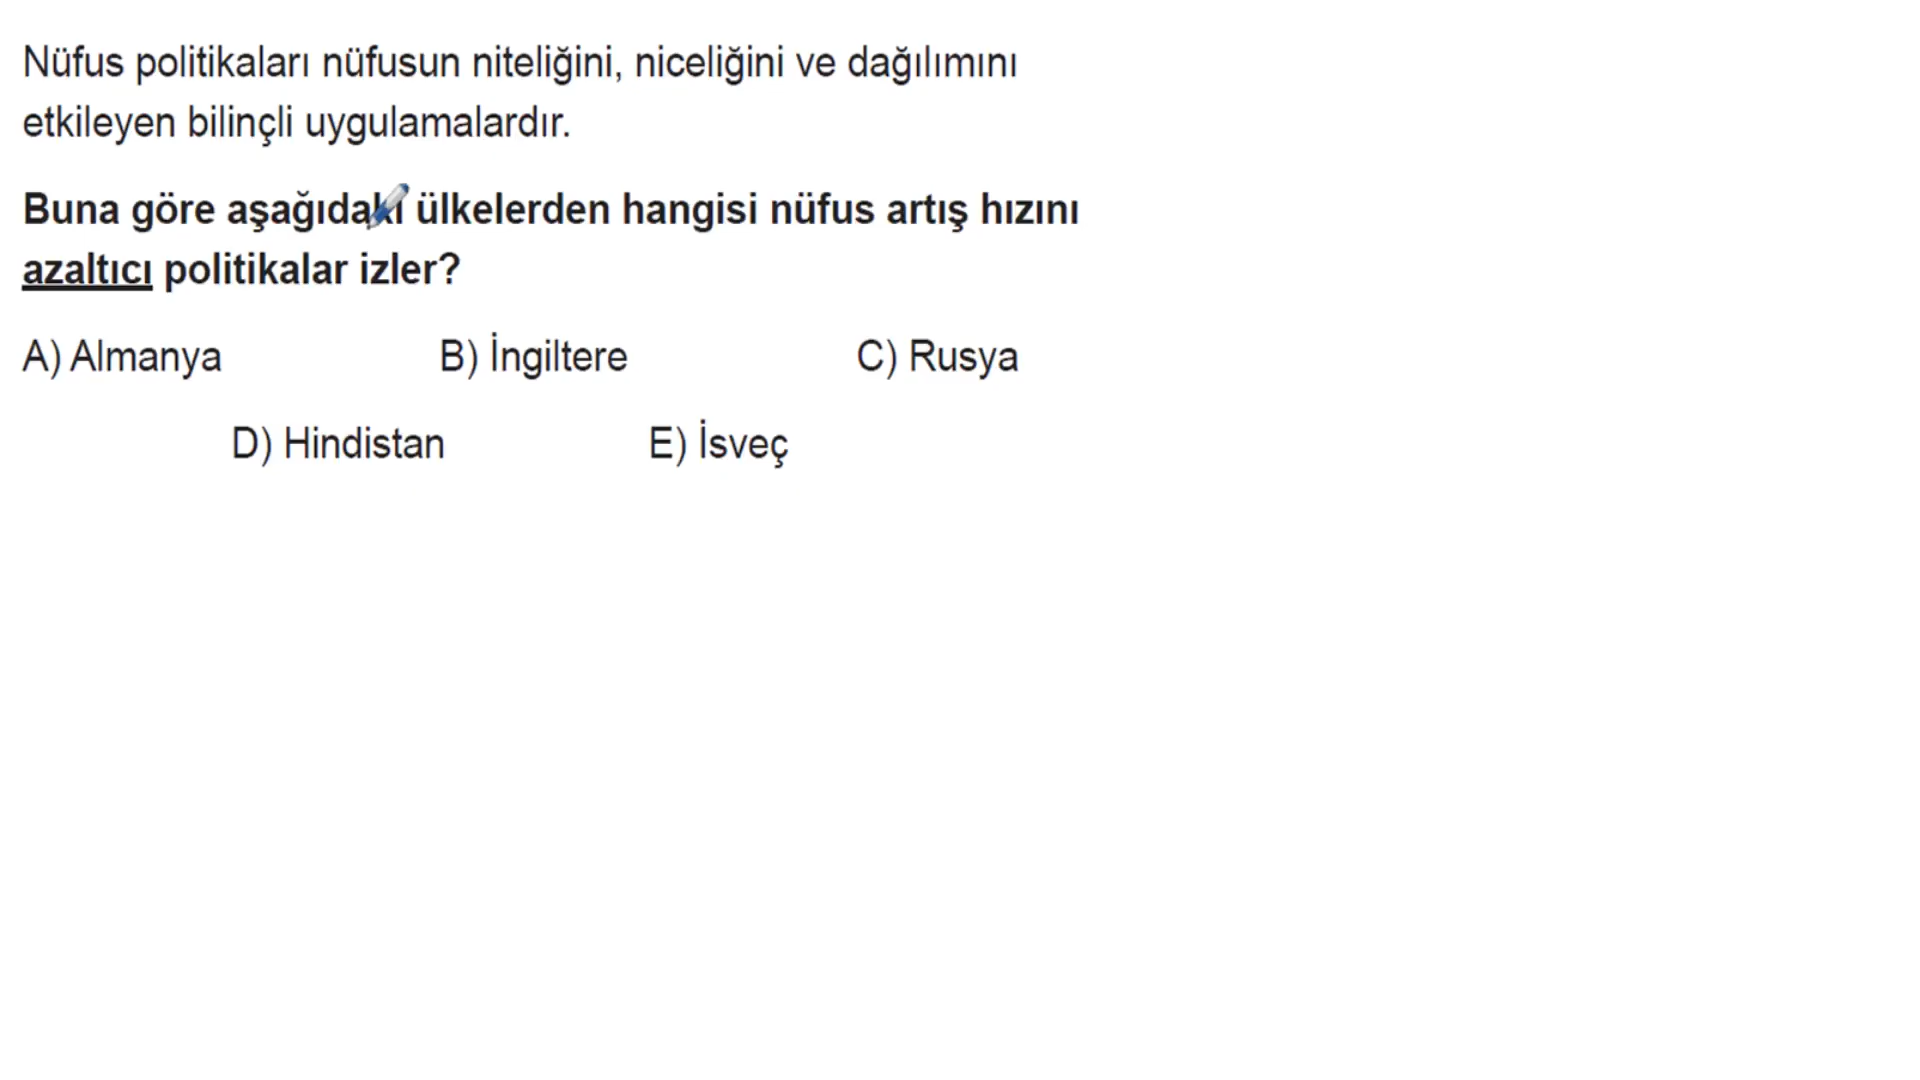 Nüfus politikaları nüfusun niteliğini, niceliğini ve dağılımını
etkileyen bilinçli uygulamalardır.
Buna göre aşağıdaki ülkelerden hangisi nüfus artış hızını
azaltıcı politikalar izler?
A) Almanya B) İngiltere C) Rusya
D) Hindistan E) İsveç